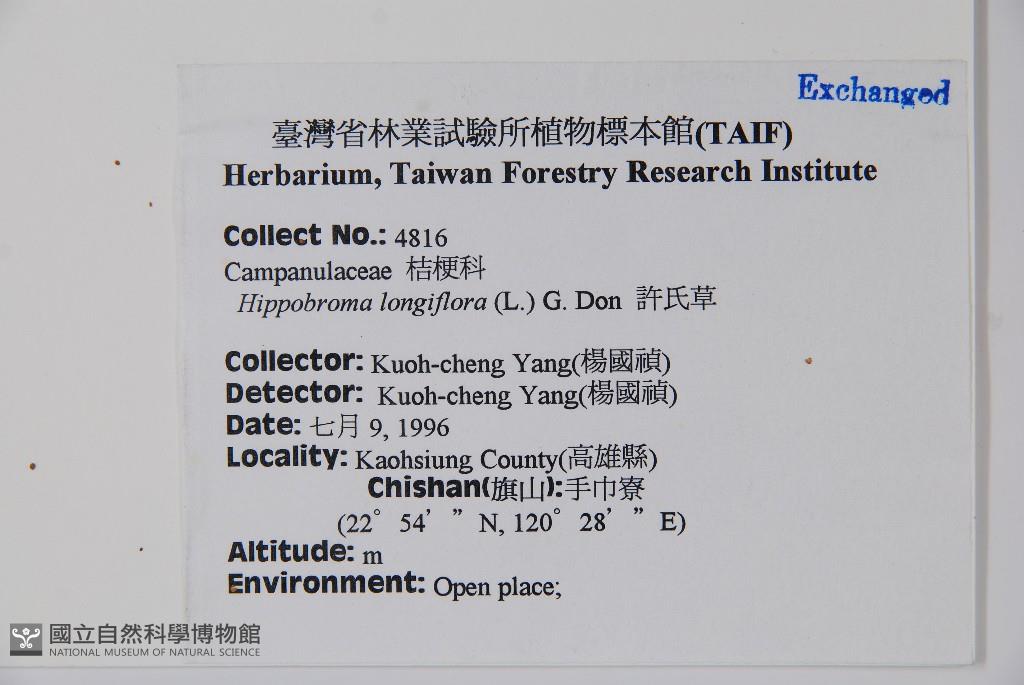 Exchanged
臺灣省林業試驗所植物標本館(TAIF)
Herbarium, Taiwan Forestry Research Institute
Collect No.: 4816
Campanulaceae 桔梗科
Hippobroma longiflora (L.) G. Don 許氏草
Collector: Kuoh-cheng Yang(楊國禎)
Detector: Kuoh-cheng Yang(楊國禎)
Date: 七月 9, 1996
Locality: Kaohsiung County(高雄縣)
Chishan(旗山):手巾寮
(22° 54’ ” N, 120° 28’ ” E)
Altitude: m
Environment: Open place;
國立自然科學博物館
NATIONAL MUSEUM OF NATURAL SCIENCE